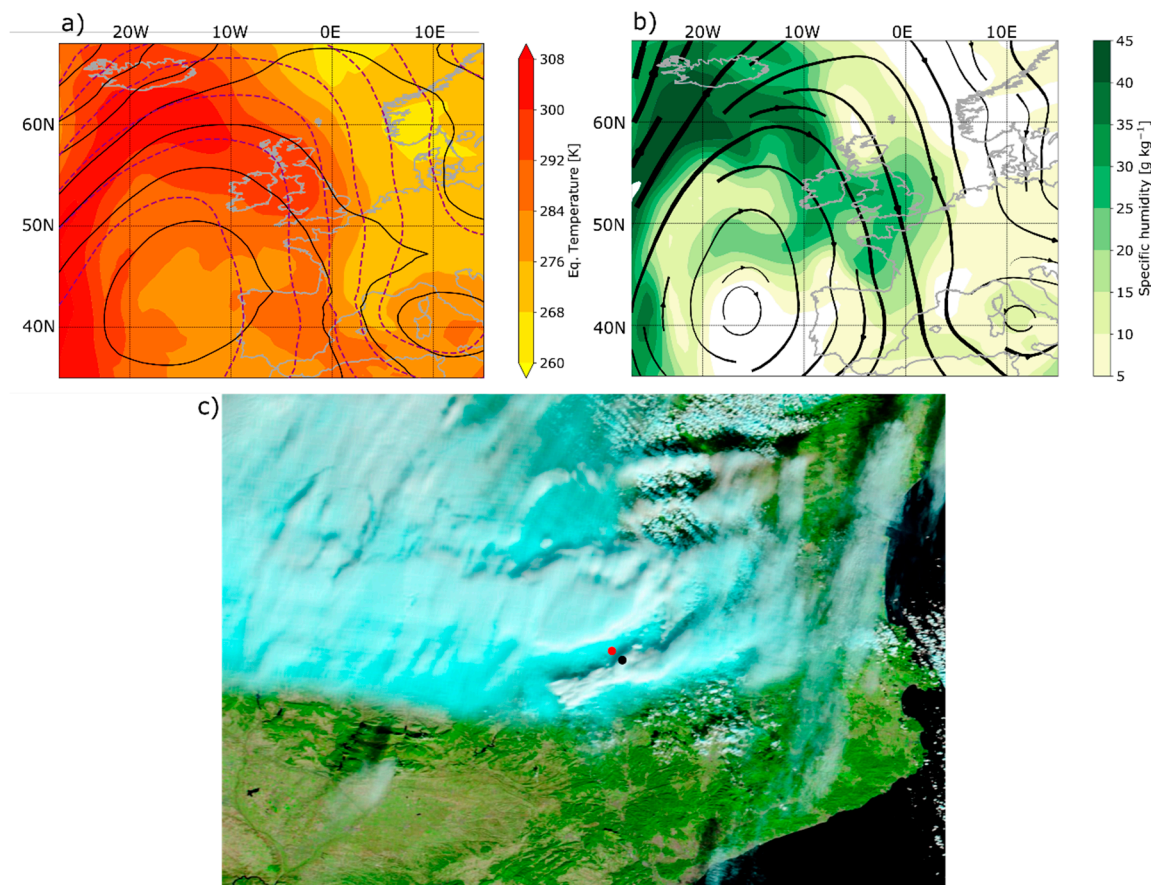 a)
20W 10W 0E 10E
60N
50N
40N
308
300
292
284
276
268
260
Eq. Temperature [K]
b)
20W 10W 0E 10E
60N
50N
40N
45
40
35
30
25
20
15
10
5
Specific humidity [g kg⁻¹]
c)